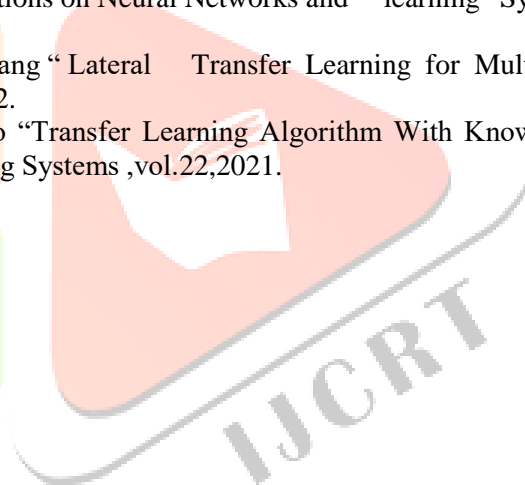 tions on Neural Networks and learning Sy
ang “ Lateral Transfer Learning for Mul
2.
o “Transfer Learning Algorithm With Know
g Systems ,vol.22,2021.
IJCRT